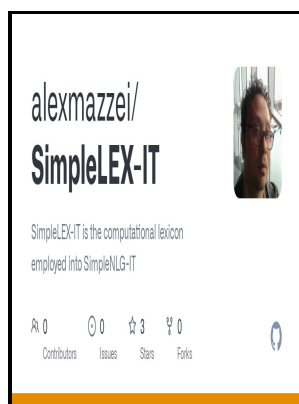 alexmazzei/
SimpleLEX-IT
SimpleLEX-IT is the computational lexicon
employed into SimpleNLG-IT
0 0 3 0
Contributors Issues Stars Forks